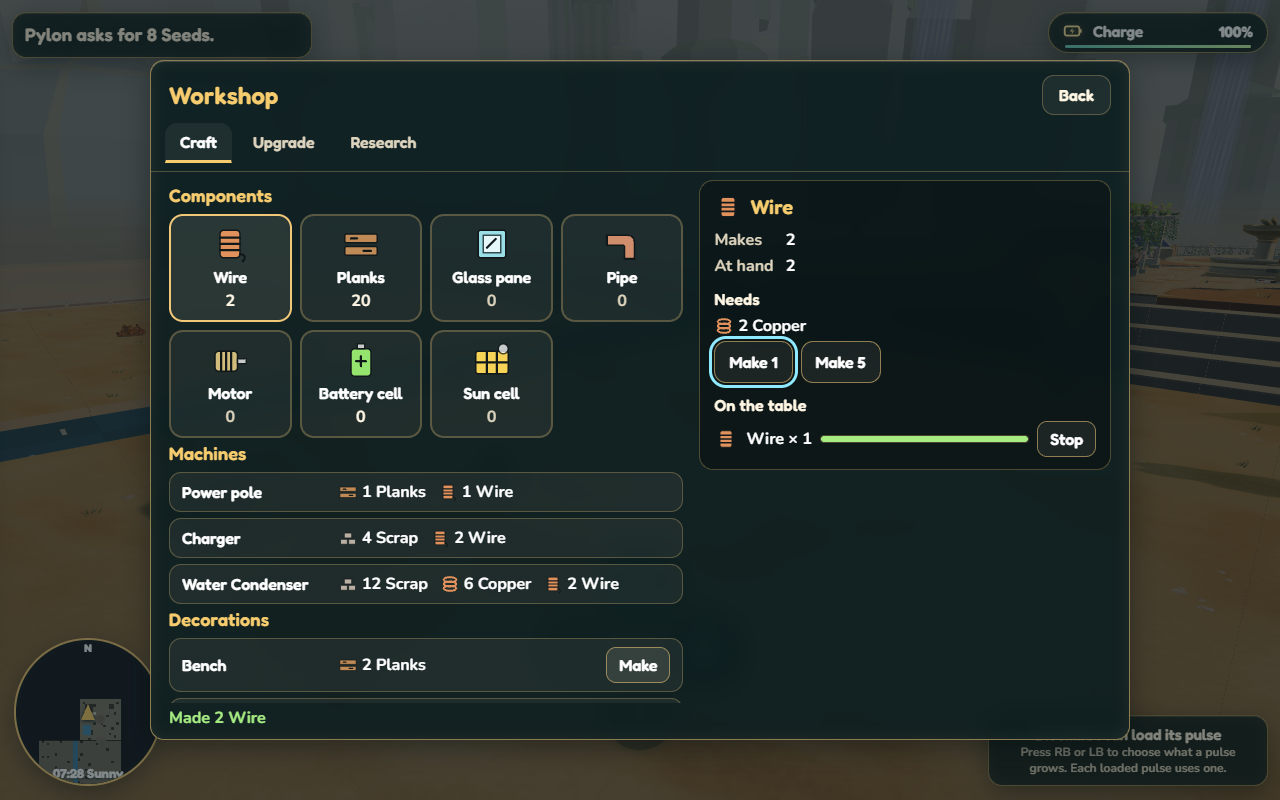 Pylon asks for 8 Seeds.
Charge 100%
Workshop
Back
Craft Upgrade Research
Components
Wire
2
Planks
20
Glass pane
0
Pipe
0
Motor
0
Battery cell
0
Sun cell
0
Machines
Power pole 1 Planks 1 Wire
Charger 4 Scrap 2 Wire
Water Condenser 12 Scrap 6 Copper 2 Wire
Decorations
Bench 2 Planks Make
Made 2 Wire
Wire
Makes 2
At hand 2
Needs
2 Copper
Make 1 Make 5
On the table
Wire × 1 Stop
N
07:28 Sunny
load its pulse
Press RB or LB to choose what a pulse
grows. Each loaded pulse uses one.